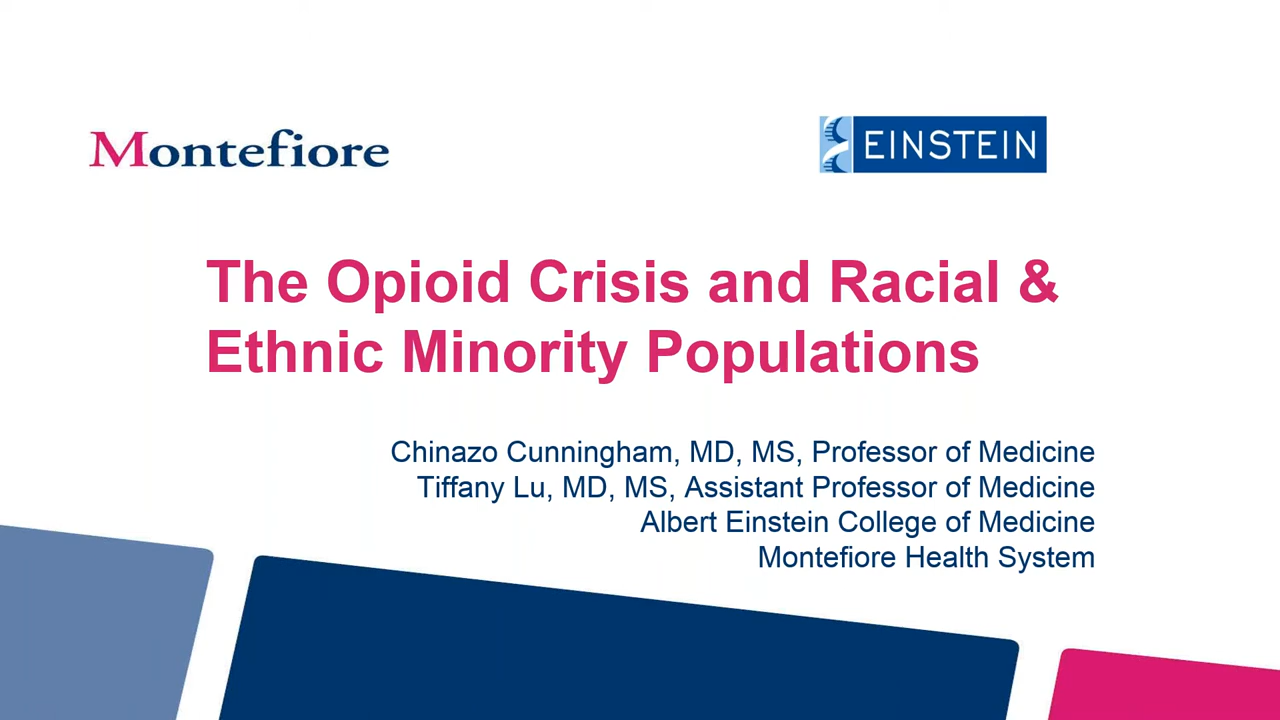 Montefiore
EINSTEIN
The Opioid Crisis and Racial &
Ethnic Minority Populations
Chinazo Cunningham, MD, MS, Professor of Medicine
Tiffany Lu, MD, MS, Assistant Professor of Medicine
Albert Einstein College of Medicine
Montefiore Health System